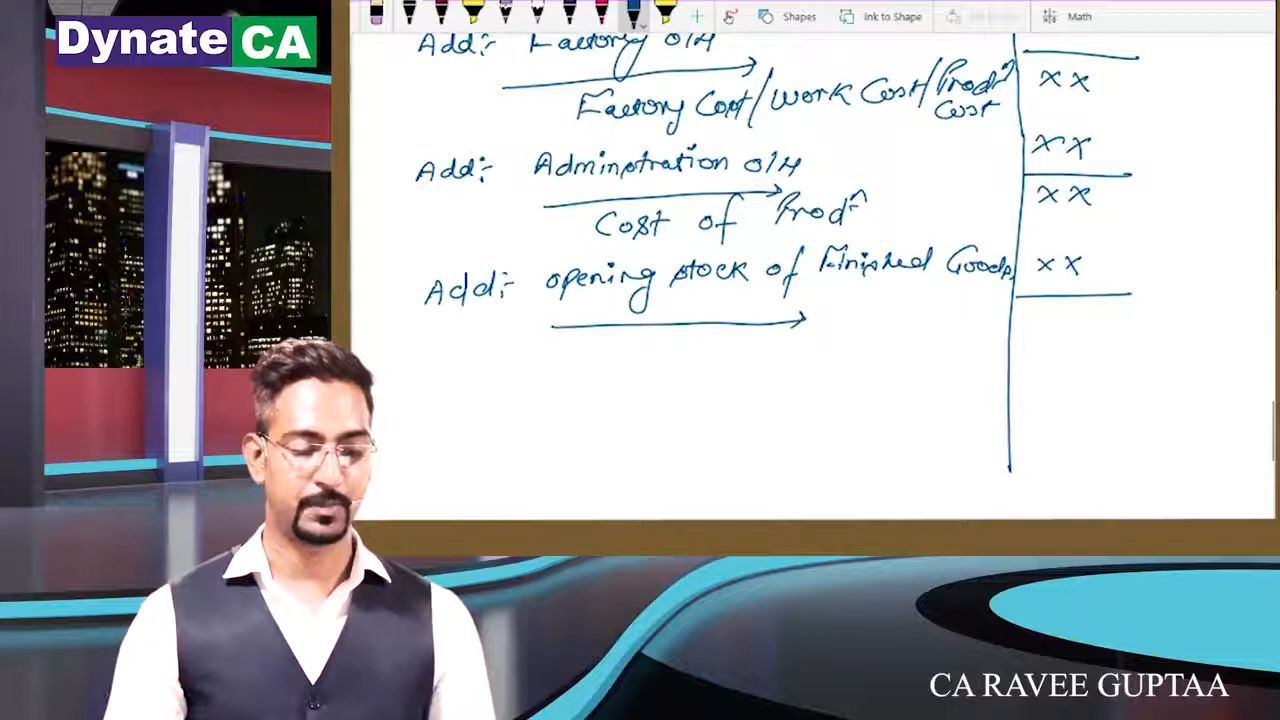 Dynate CA
Shapes Ink to Shape Math
Add:- Factory O/H
Factory Cost/Work Cost/Prodn Cost
xx
xx
Add:- Adminptration O/H
xx
Cost of Prodn
Add:- opening stock of Finished Goods
xx
CA RAVEE GUPTAA